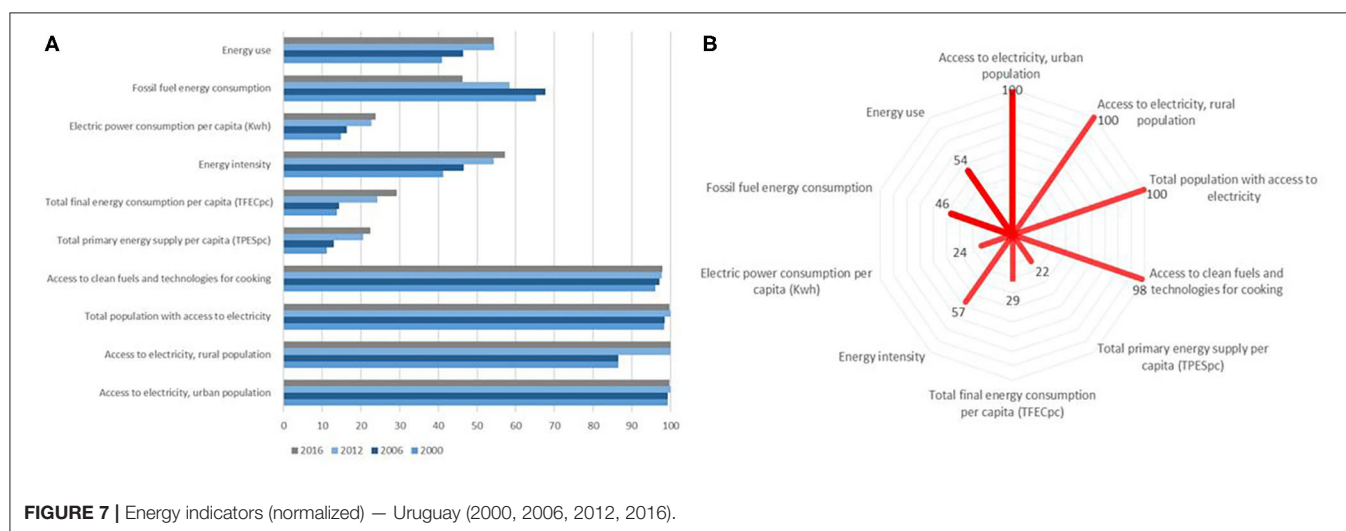 A
Energy use
Fossil fuel energy consumption
Electric power consumption per capita (Kwh)
Energy intensity
Total final energy consumption per capita (TFECpc)
Total primary energy supply per capita (TPESpc)
Access to clean fuels and technologies for cooking
Total population with access to electricity
Access to electricity, rural population
Access to electricity, urban population
0 10 20 30 40 50 60 70 80 90 100
2016 2012 2006 2000
B
Access to electricity, urban
population
100
Access to electricity, rural
population
100
Total population with access to
electricity
100
Access to clean fuels and
technologies for cooking
98
Total primary energy supply per
capita (TPESpc)
22
Total final energy consumption
per capita (TFECpc)
29
Energy intensity
57
Electric power consumption per
capita (Kwh)
24
Fossil fuel energy consumption
46
Energy use
54
FIGURE 7 | Energy indicators (normalized) — Uruguay (2000, 2006, 2012, 2016).